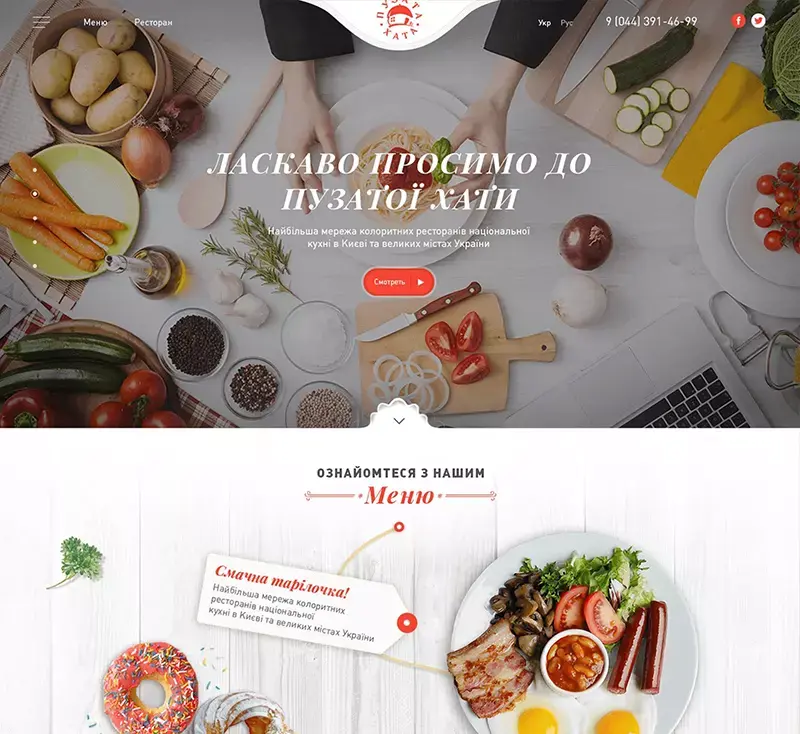 Меню
Ресторан
ПУЗАТА
ХАТА
Укр
Рус
9 (044) 391-46-99
ЛАСКАВО ПРОСИМО ДО
ПУЗАТОЇ ХАТИ
Найбільша мережа колоритних ресторанів національної
кухні в Києві та великих містах України
Смотреть
ОЗНАЙОМТЕСЯ З НАШИМ
Меню
Смачна тарілочка!
Найбільша мережа колоритних
ресторанів національної
кухні в Києві та великих містах України